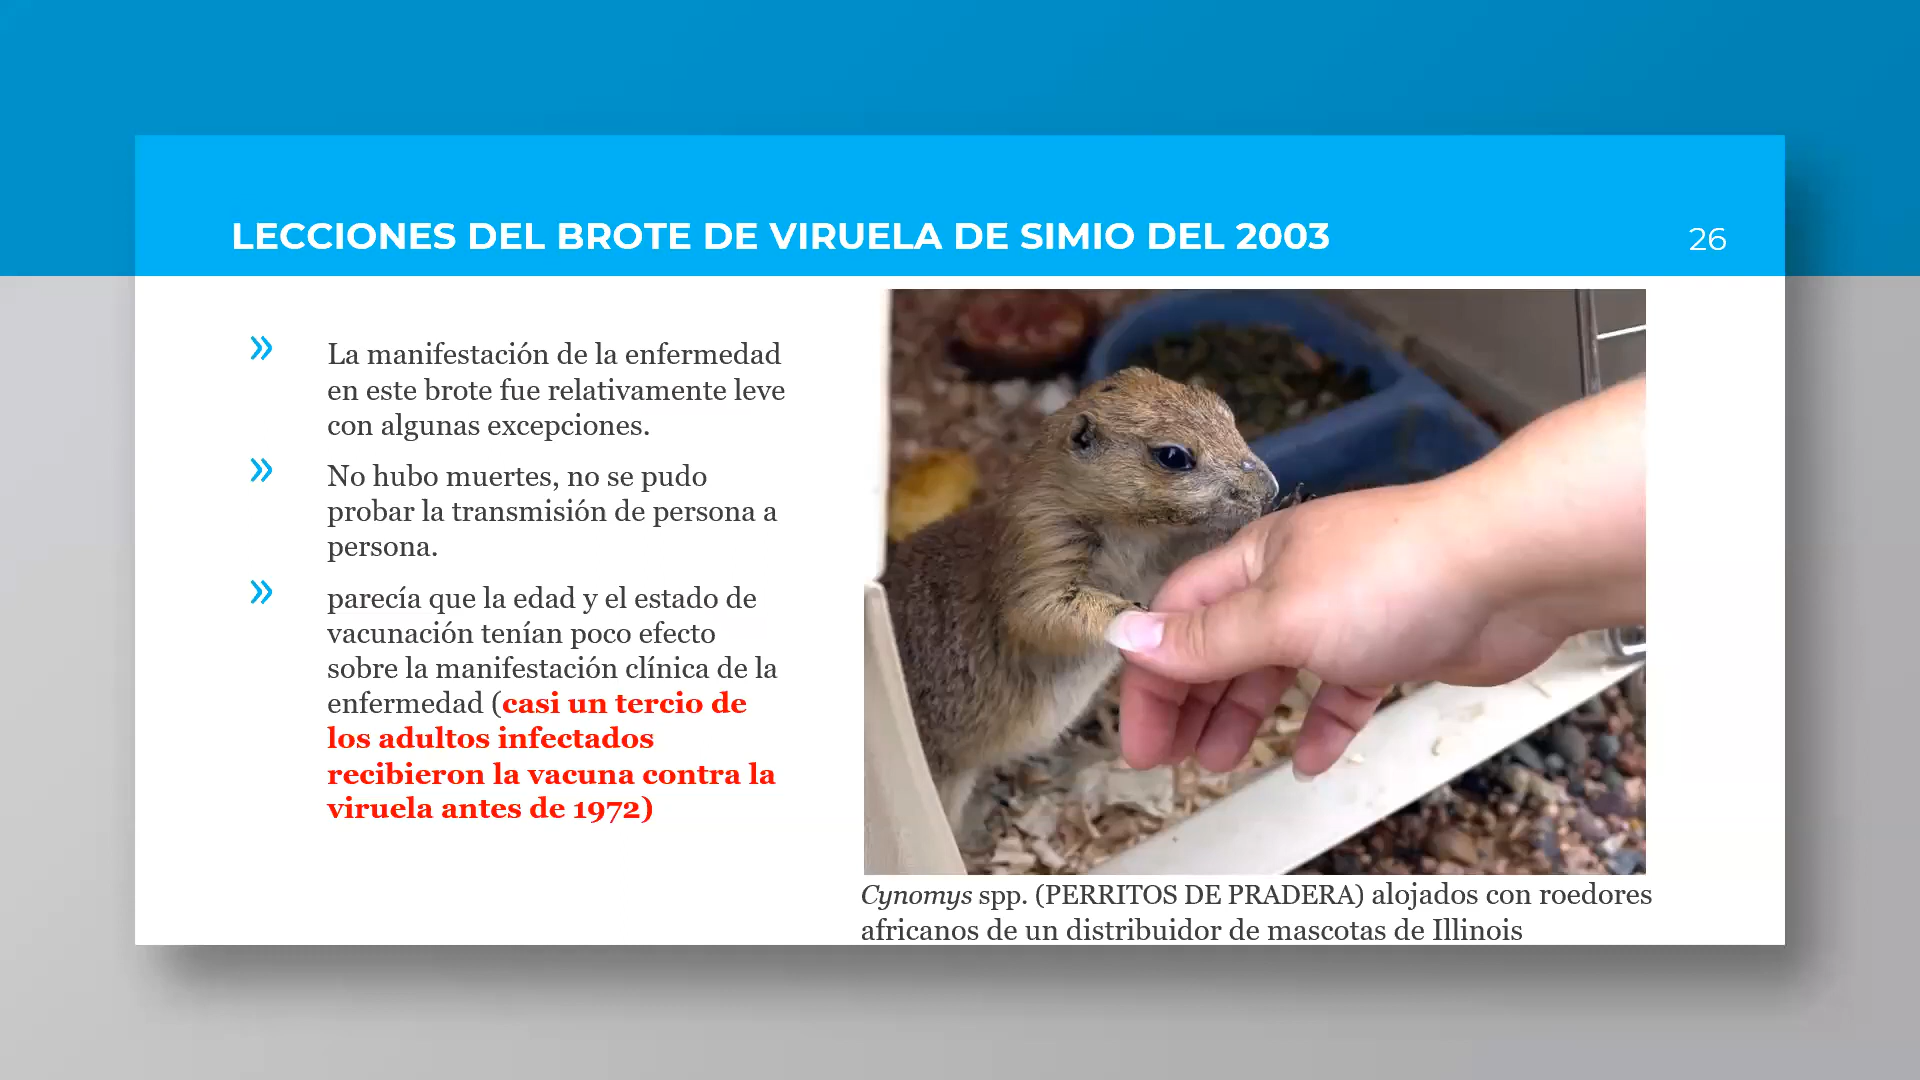 LECCIONES DEL BROTE DE VIRUELA DE SIMIO DEL 2003
26
» La manifestación de la enfermedad
en este brote fue relativamente leve
con algunas excepciones.
» No hubo muertes, no se pudo
probar la transmisión de persona a
persona.
» parecía que la edad y el estado de
vacunación tenían poco efecto
sobre la manifestación clínica de la
enfermedad (casi un tercio de
los adultos infectados
recibieron la vacuna contra la
viruela antes de 1972)
Cynomys spp. (PERRITOS DE PRADERA) alojados con roedores
africanos de un distribuidor de mascotas de Illinois